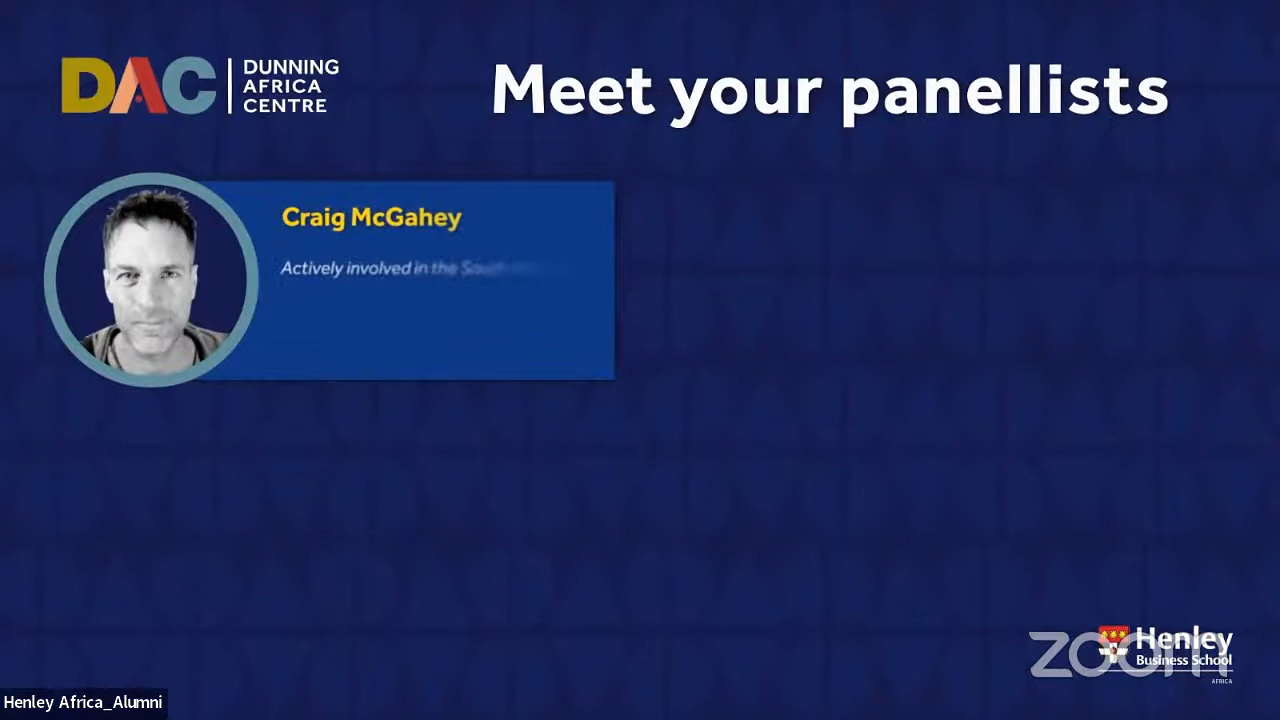 DAC
DUNNING
AFRICA
CENTRE
Meet your panellists
Craig McGahey
Actively involved in the
Henley
Business School
AFRICA
zoom
Henley Africa_Alumni